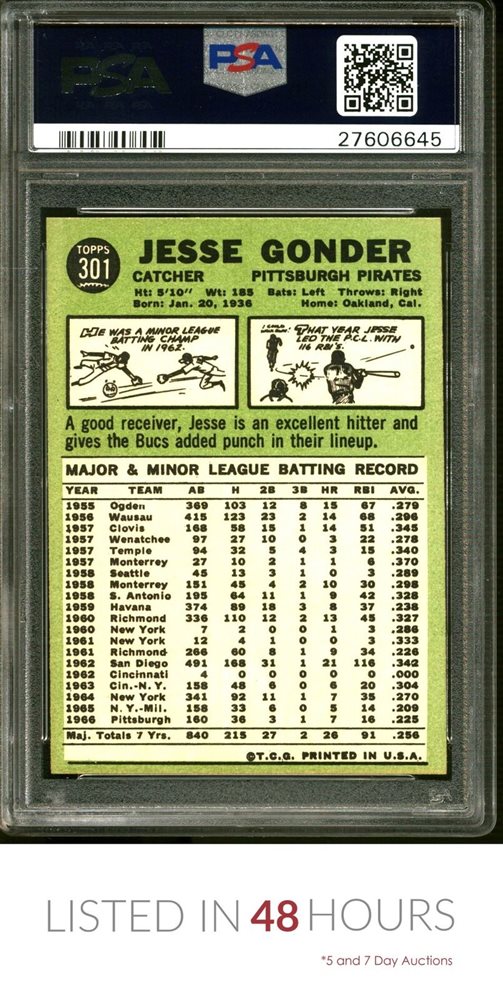 PSA
PSA
27606645
TOPPS
301
JESSE GONDER
CATCHER PITTSBURGH PIRATES
Ht: 5'10" Wt: 185 Bats: Left Throws: Right
Born: Jan. 20, 1936 Home: Oakland, Cal.
HE WAS A MINOR LEAGUE
BATTING CHAMP
IN 1962.
THAT YEAR JESSE
LED THE P.C.L. WITH
116 RBI'S.
A good receiver, Jesse is an excellent hitter and
gives the Bucs added punch in their lineup.
MAJOR & MINOR LEAGUE BATTING RECORD
YEAR TEAM AB H 2B 3B HR RBI AVG.
1955 Ogden 369 103 12 8 15 67 .279
1956 Wausau 415 123 23 2 14 68 .296
1957 Clovis 168 58 15 1 14 51 .345
1957 Wenatchee 97 27 10 0 3 22 .278
1957 Temple 94 32 5 4 3 15 .340
1957 Monterrey 27 10 2 1 1 6 .370
1958 Seattle 45 13 3 1 0 3 .289
1958 Monterrey 151 45 4 2 10 30 .298
1958 S. Antonio 195 64 11 1 9 42 .328
1959 Havana 374 89 18 3 8 37 .238
1960 Richmond 336 110 12 2 13 45 .327
1960 New York 7 2 0 0 1 3 .286
1961 New York 12 4 1 0 0 3 .333
1961 Richmond 266 60 8 1 9 34 .226
1962 San Diego 491 168 31 1 21 116 .342
1962 Cincinnati 4 0 0 0 0 0 .000
1963 Cin.-N.Y. 158 48 6 0 6 20 .304
1964 New York 341 92 11 1 7 35 .270
1965 N.Y.-Mil. 158 33 6 0 5 14 .209
1966 Pittsburgh 160 36 3 1 7 16 .225
Maj. Totals 7 Yrs. 840 215 27 2 26 91 .256
©T.C.G. PRINTED IN U.S.A.
LISTED IN 48 HOURS
*5 and 7 Day Auctions